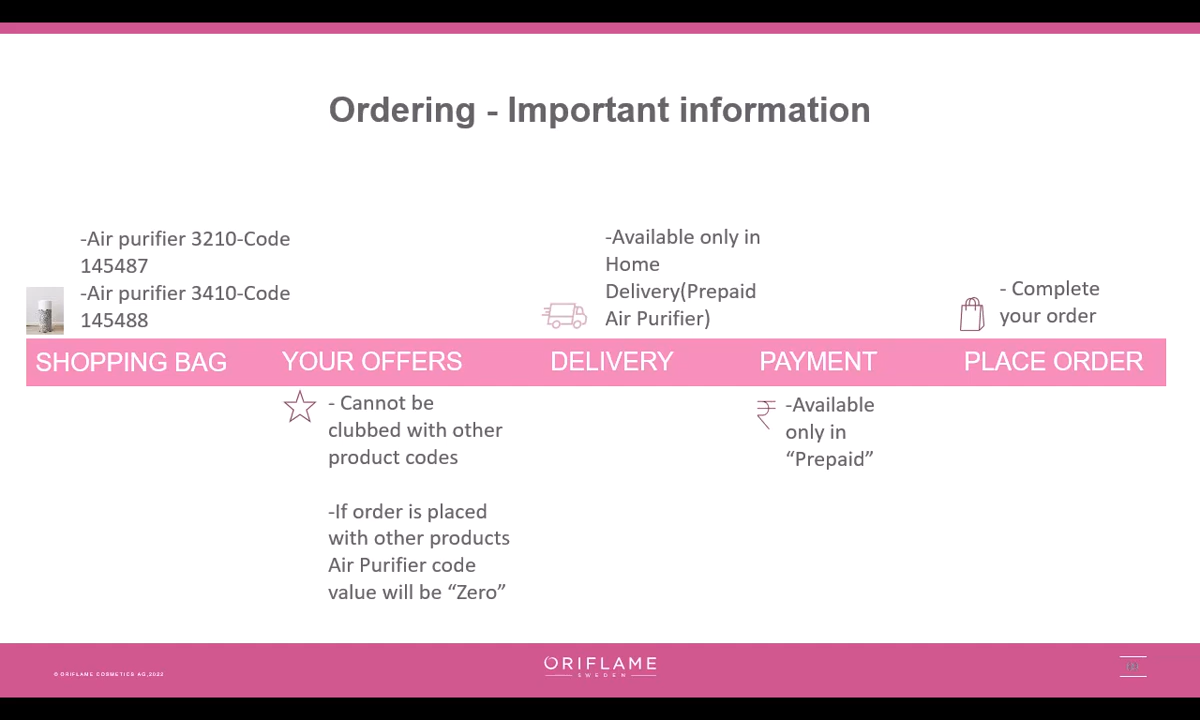 Ordering - Important information
-Air purifier 3210-Code
145487
-Air purifier 3410-Code
145488
-Available only in
Home
Delivery(Prepaid
Air Purifier)
- Complete
your order
SHOPPING BAG
YOUR OFFERS
DELIVERY
PAYMENT
PLACE ORDER
- Cannot be
clubbed with other
product codes
-If order is placed
with other products
Air Purifier code
value will be “Zero”
-Available
only in
“Prepaid”
© ORIFLAME COSMETICS AG,2022
ORIFLAME
SWEDEN